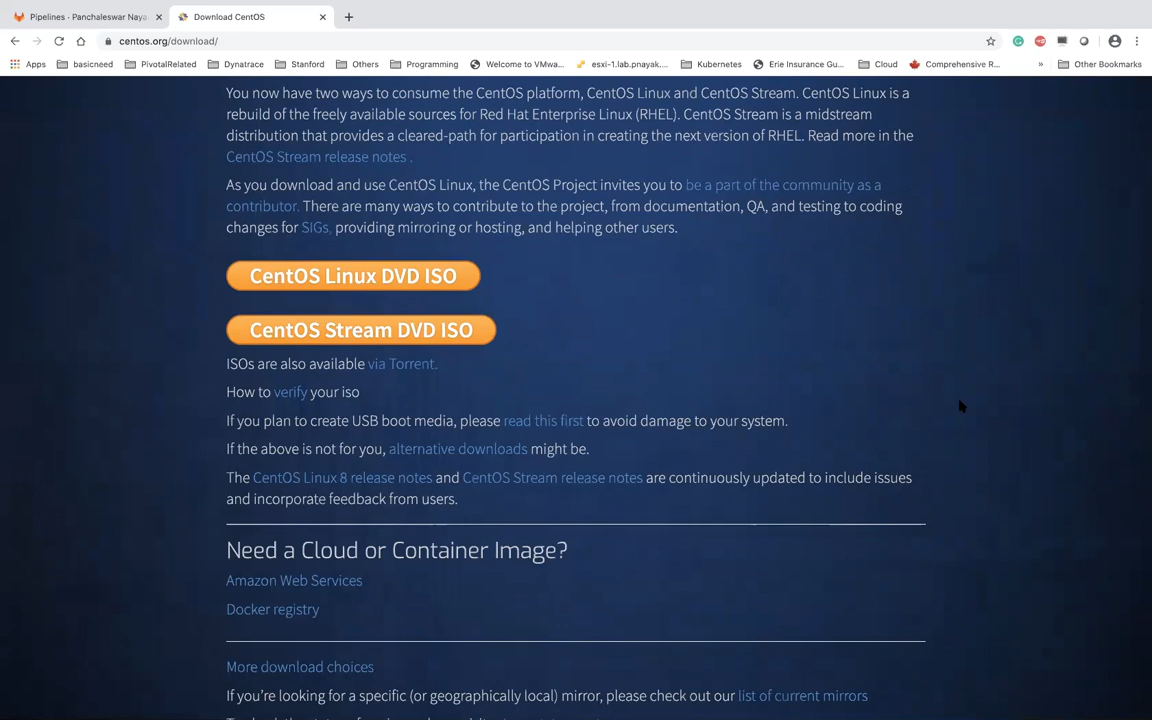 Pipelines · Panchaleswar Naya
Download CentOS
centos.org/download/
Apps
basicneed
PivotalRelated
Dynatrace
Stanford
Others
Programming
Welcome to VMwa...
esxi-1.lab.pnayak....
Kubernetes
Erie Insurance Gu...
Cloud
Comprehensive R...
»
Other Bookmarks
You now have two ways to consume the CentOS platform, CentOS Linux and CentOS Stream. CentOS Linux is a
rebuild of the freely available sources for Red Hat Enterprise Linux (RHEL). CentOS Stream is a midstream
distribution that provides a cleared-path for participation in creating the next version of RHEL. Read more in the
CentOS Stream release notes .
As you download and use CentOS Linux, the CentOS Project invites you to be a part of the community as a
contributor. There are many ways to contribute to the project, from documentation, QA, and testing to coding
changes for SIGs, providing mirroring or hosting, and helping other users.
CentOS Linux DVD ISO
CentOS Stream DVD ISO
ISOs are also available via Torrent.
How to verify your iso
If you plan to create USB boot media, please read this first to avoid damage to your system.
If the above is not for you, alternative downloads might be.
The CentOS Linux 8 release notes and CentOS Stream release notes are continuously updated to include issues
and incorporate feedback from users.
Need a Cloud or Container Image?
Amazon Web Services
Docker registry
More download choices
If you're looking for a specific (or geographically local) mirror, please check out our list of current mirrors